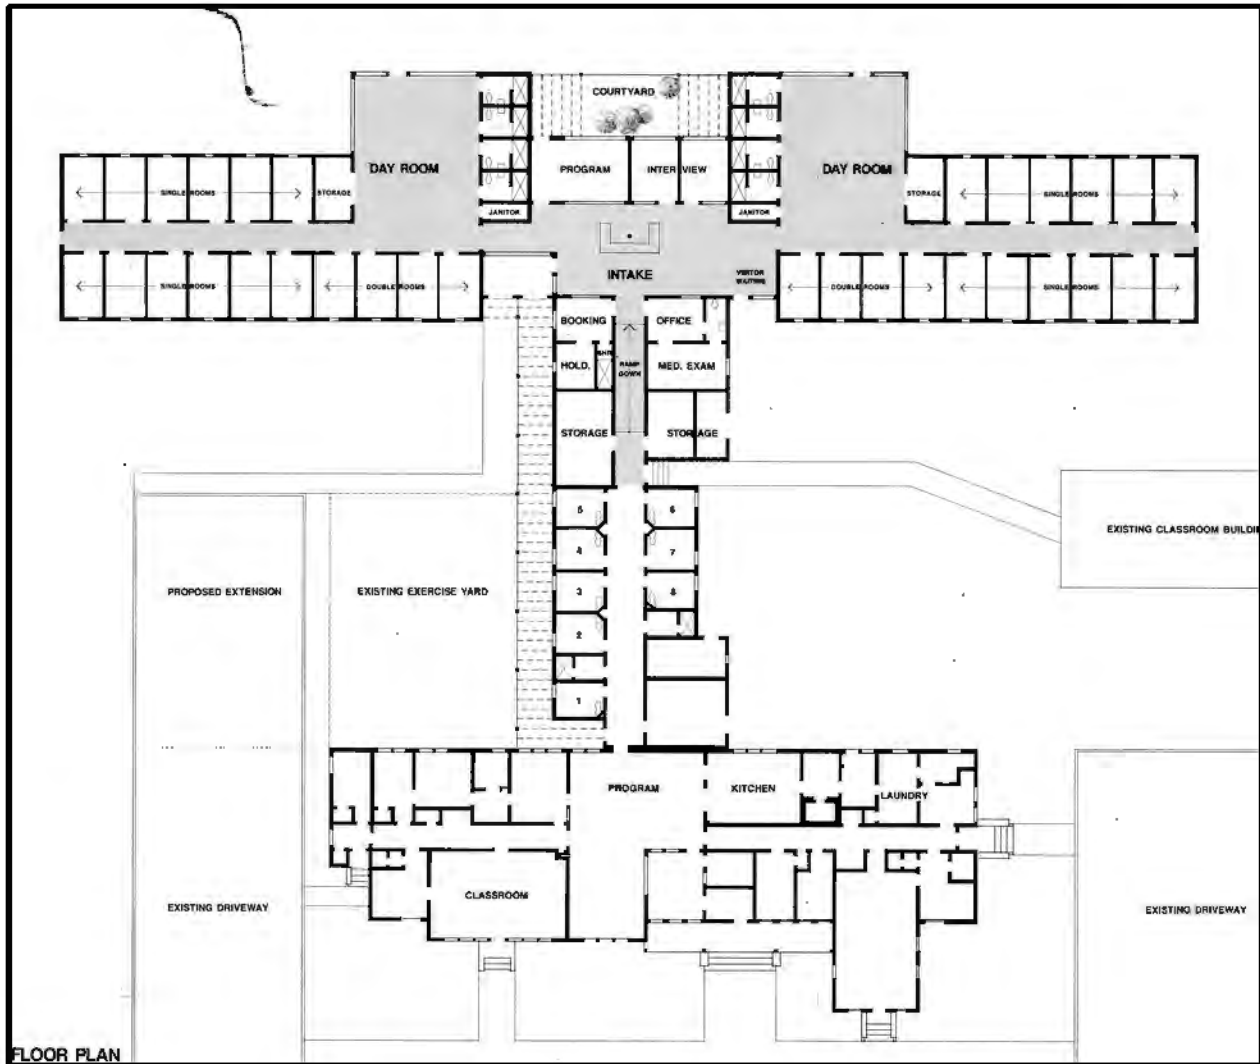 COURTYARD
DAY ROOM
PROGRAM
INTER VIEW
DAY ROOM
SINGLE ROOMS
STORAGE
STORAGE
SINGLE ROOMS
JANITOR
JANITOR
INTAKE
VISITOR
WAITING
SINGLE ROOMS
DOUBLE ROOMS
DOUBLE ROOMS
SINGLE ROOMS
BOOKING
OFFICE
HOLD.
RAMP
DOWN
MED. EXAM
STORAGE
STORAGE
5
6
4
7
3
8
2
1
EXISTING CLASSROOM BUILDI
PROPOSED EXTENSION
EXISTING EXERCISE YARD
PROGRAM
KITCHEN
LAUNDRY
CLASSROOM
EXISTING DRIVEWAY
EXISTING DRIVEWAY
FLOOR PLAN